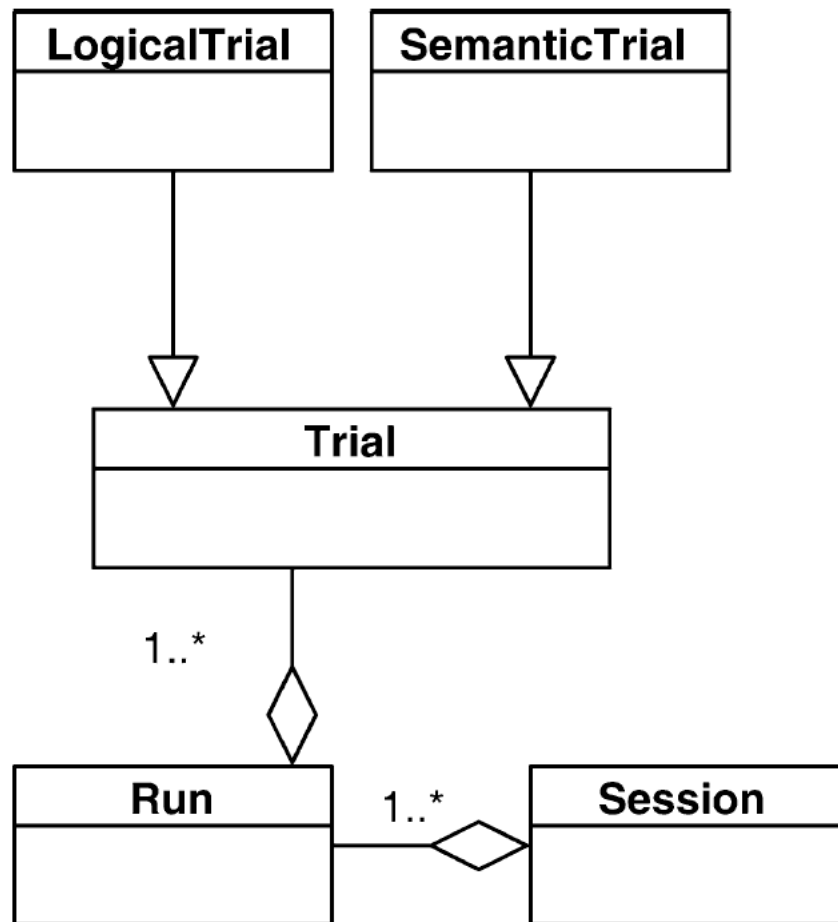 LogicalTrial
SemanticTrial
Trial
1..*
Run
1..*
Session